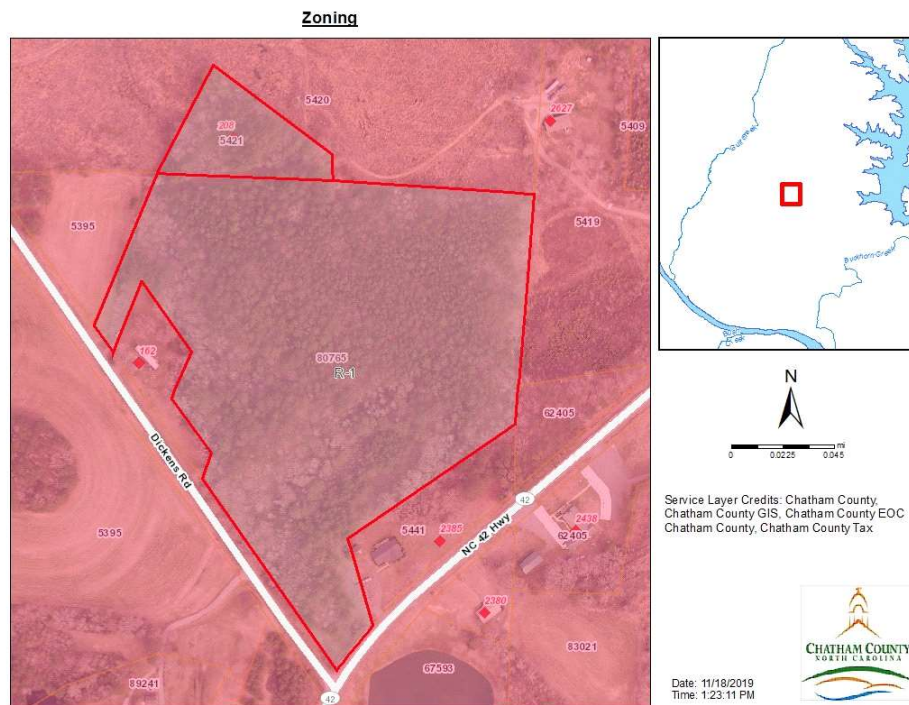 Zoning
5420
2027
208
5421
5409
5395
5419
162
80765
R-1
62405
Dickens Rd
42
5441
2385
NC 42 Hwy
2438
62405
5395
2380
83021
67593
89241
42
Buckhorn Creek
N
0 0.0225 0.045 mi
Service Layer Credits: Chatham County,
Chatham County GIS, Chatham County EOC
Chatham County, Chatham County Tax
CHATHAM COUNTY
NORTH CAROLINA
Date: 11/18/2019
Time: 1:23:11 PM